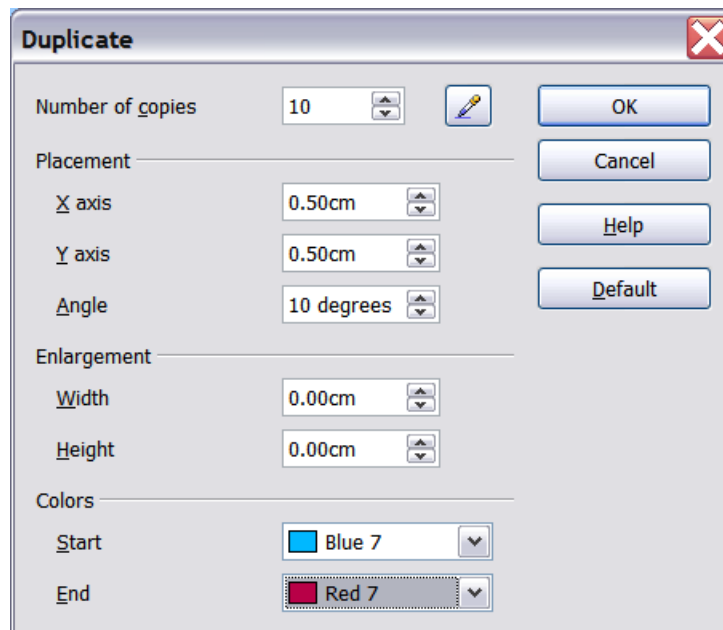 Duplicate
Number of copies 10 OK
Placement Cancel
X axis 0.50cm
Help
Y axis 0.50cm
Default
Angle 10 degrees
Enlargement
Width 0.00cm
Height 0.00cm
Colors
Start Blue 7
End Red 7